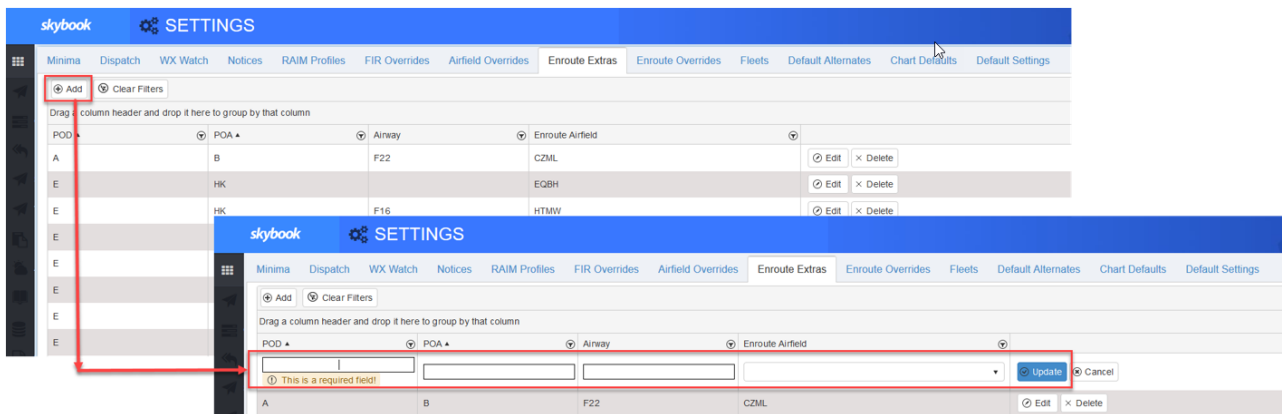 skybook SETTINGS
Minima Dispatch WX Watch Notices RAIM Profiles FIR Overrides Airfield Overrides Enroute Extras Enroute Overrides Fleets Default Alternates Chart Defaults Default Settings
Add Clear Filters
Drag a column header and drop it here to group by that column
POD POA Airway Enroute Airfield
A B F22 CZML Edit Delete
E HK EQBH Edit Delete
E HK F16 HTMW Edit Delete
E
E
E
E
E
skybook SETTINGS
Minima Dispatch WX Watch Notices RAIM Profiles FIR Overrides Airfield Overrides Enroute Extras Enroute Overrides Fleets Default Alternates Chart Defaults Default Settings
Add Clear Filters
Drag a column header and drop it here to group by that column
POD POA Airway Enroute Airfield
Update Cancel
This is a required field!
A B F22 CZML Edit Delete